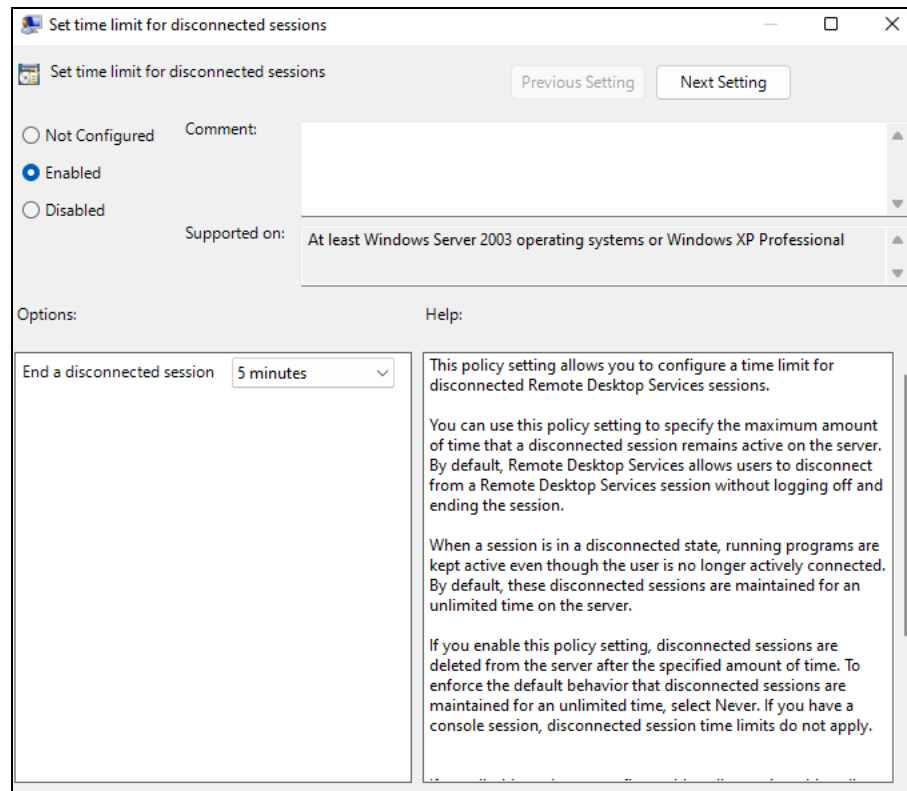 Set time limit for disconnected sessions
Set time limit for disconnected sessions
Previous Setting
Next Setting
Not Configured
Enabled
Disabled
Comment:
Supported on:
At least Windows Server 2003 operating systems or Windows XP Professional
Options:
Help:
End a disconnected session
5 minutes
This policy setting allows you to configure a time limit for
disconnected Remote Desktop Services sessions.
You can use this policy setting to specify the maximum amount
of time that a disconnected session remains active on the server.
By default, Remote Desktop Services allows users to disconnect
from a Remote Desktop Services session without logging off and
ending the session.
When a session is in a disconnected state, running programs are
kept active even though the user is no longer actively connected.
By default, these disconnected sessions are maintained for an
unlimited time on the server.
If you enable this policy setting, disconnected sessions are
deleted from the server after the specified amount of time. To
enforce the default behavior that disconnected sessions are
maintained for an unlimited time, select Never. If you have a
console session, disconnected session time limits do not apply.